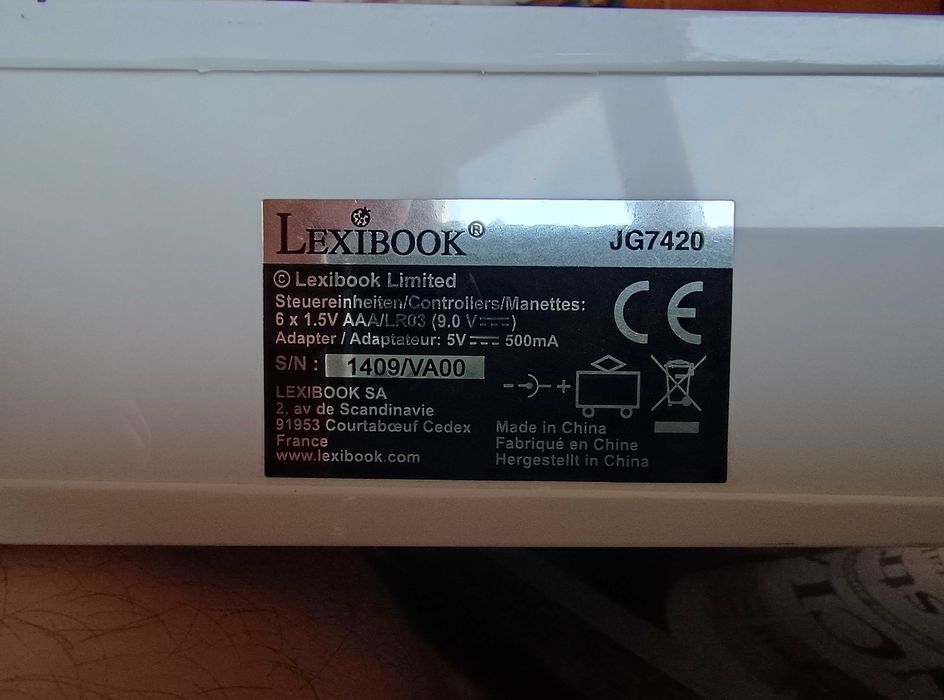 LEXIBOOK® JG7420
© Lexibook Limited
Steuereinheiten/Controllers/Manettes:
6 x 1.5V AAA/LR03 (9.0 V⎓)
Adapter / Adaptateur: 5V⎓ 500mA
S/N : 1409/VA00
CE
LEXIBOOK SA
2, av de Scandinavie
91953 Courtabœuf Cedex
France
www.lexibook.com
- +
Made in China
Fabriqué en Chine
Hergestellt in China